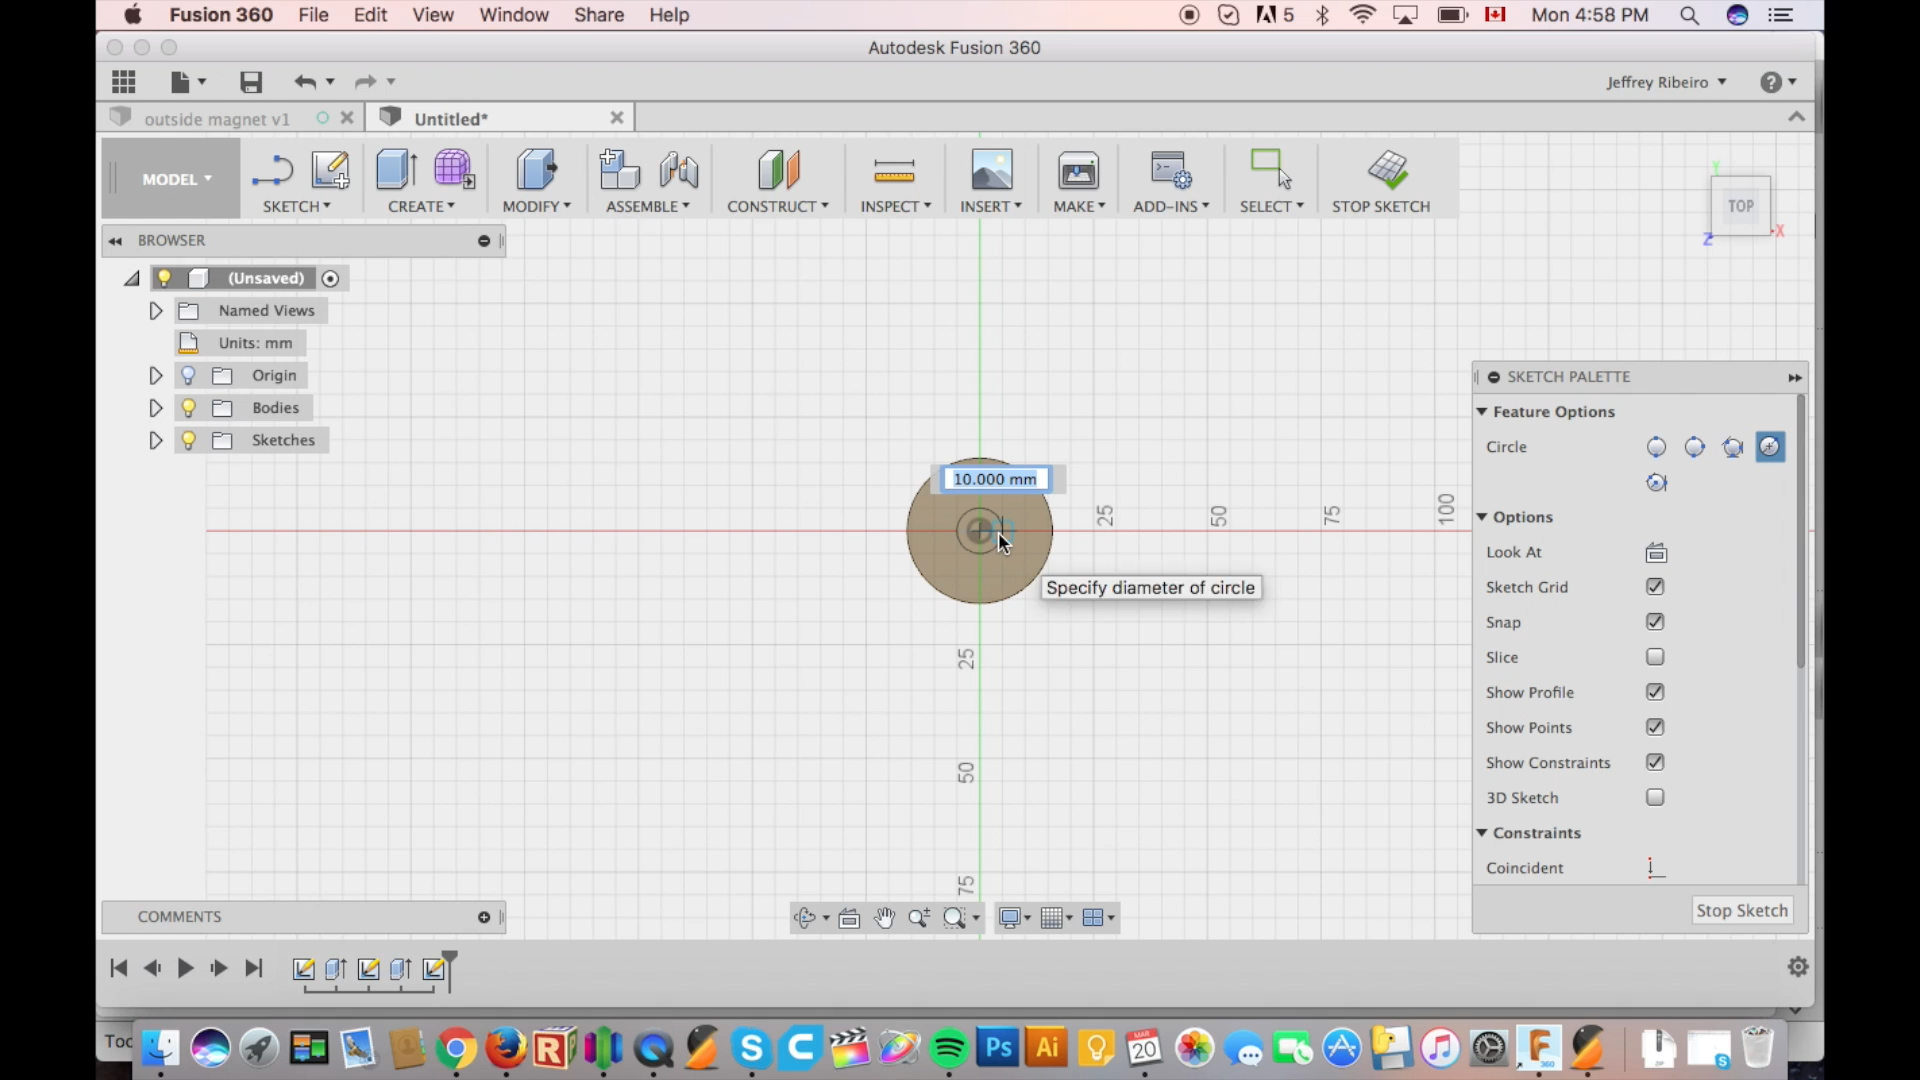 Fusion 360 File Edit View Window Share Help 5 Mon 4:58 PM
Autodesk Fusion 360
Jeffrey Ribeiro ?
outside magnet v1 Untitled*
MODEL SKETCH CREATE MODIFY ASSEMBLE CONSTRUCT INSPECT INSERT MAKE ADD-INS SELECT STOP SKETCH
Y
TOP
X
Z
BROWSER
(Unsaved)
Named Views
Units: mm
Origin
Bodies
Sketches
10.000 mm
25 50 75 100
Specify diameter of circle
25
50
75
SKETCH PALETTE
Feature Options
Circle
Options
Look At
Sketch Grid
Snap
Slice
Show Profile
Show Points
Show Constraints
3D Sketch
Constraints
Coincident
Stop Sketch
COMMENTS
Too
R S C Ps Ai MAR 20 F 360 ZIP S